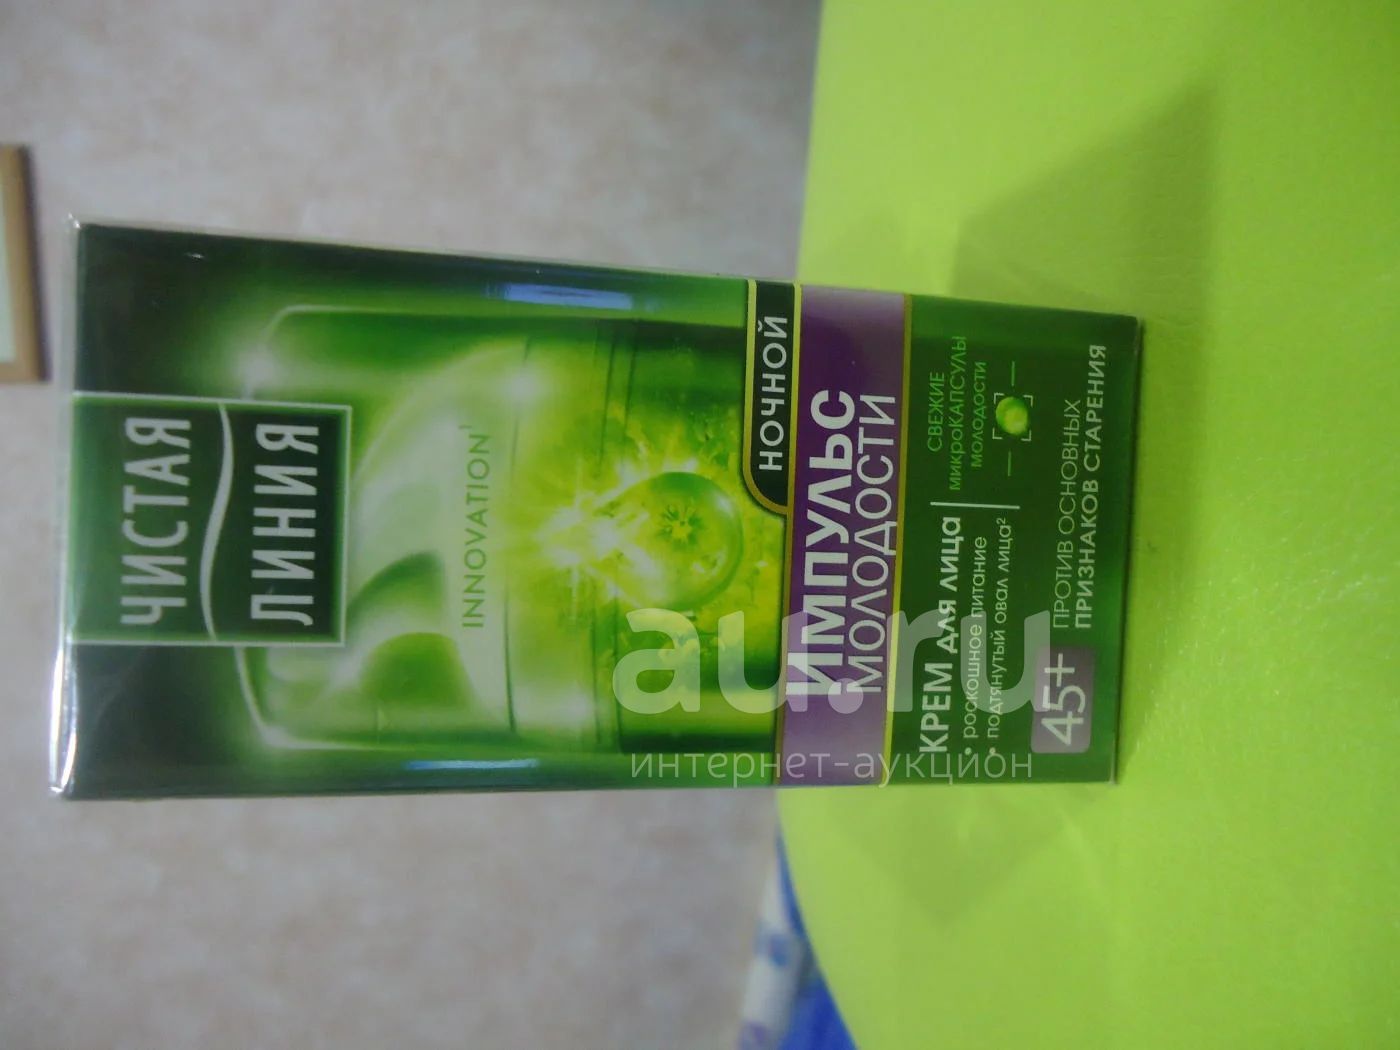 ЧИСТАЯ
ЛИНИЯ
INNOVATION¹
НОЧНОЙ
ИМПУЛЬС
МОЛОДОСТИ
КРЕМ ДЛЯ ЛИЦА
• роскошное питание
• подтянутый овал лица²
СВЕЖИЕ
микроКАПСУЛЫ
МОЛОДОСТИ
45+
ПРОТИВ ОСНОВНЫХ
ПРИЗНАКОВ СТАРЕНИЯ
au.ru
интернет-аукцион